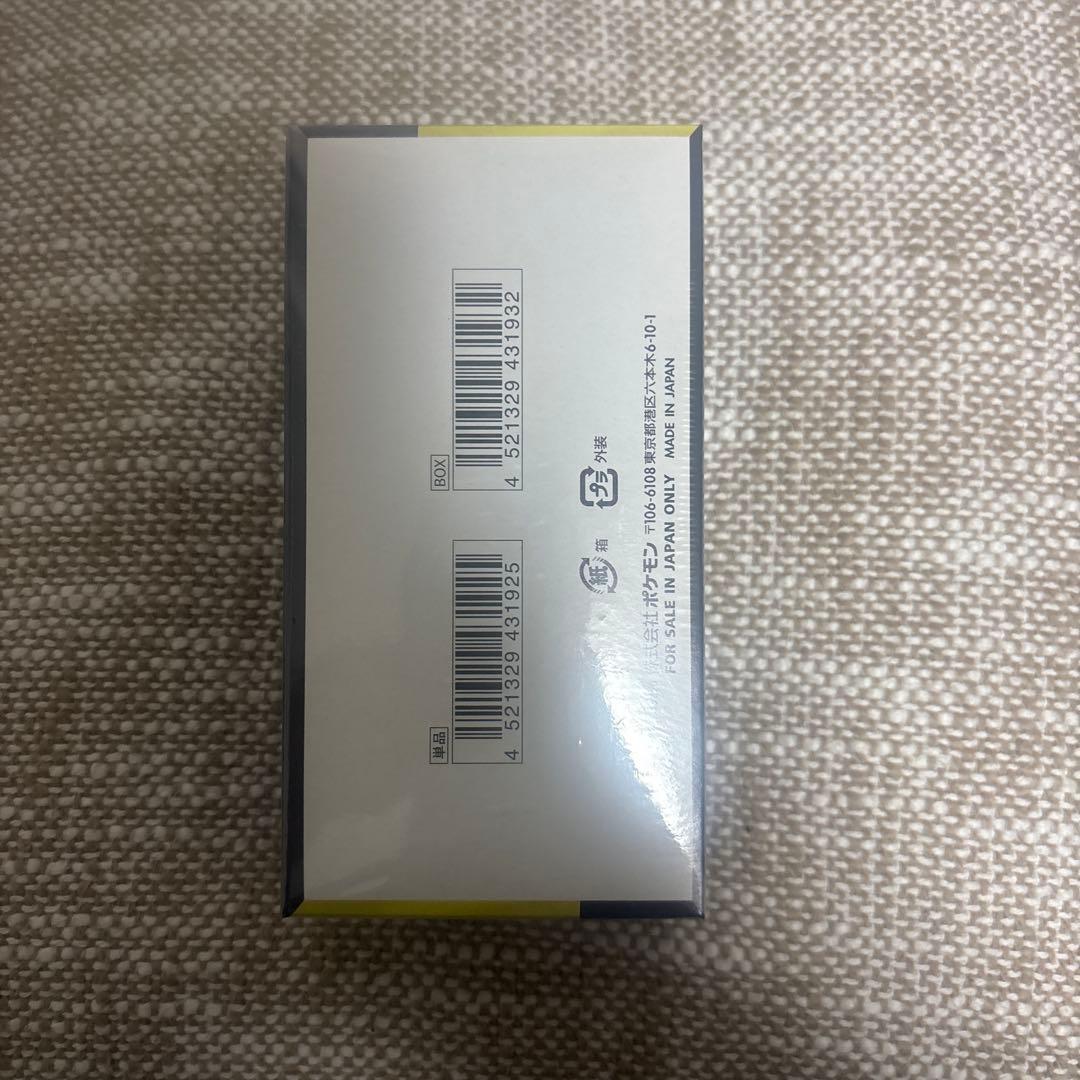 単品
4 521329 431925
BOX
4 521329 431932
紙 箱
プラ 外装
株式会社ポケモン 〒106-6108 東京都港区六本木6-10-1
FOR SALE IN JAPAN ONLY MADE IN JAPAN